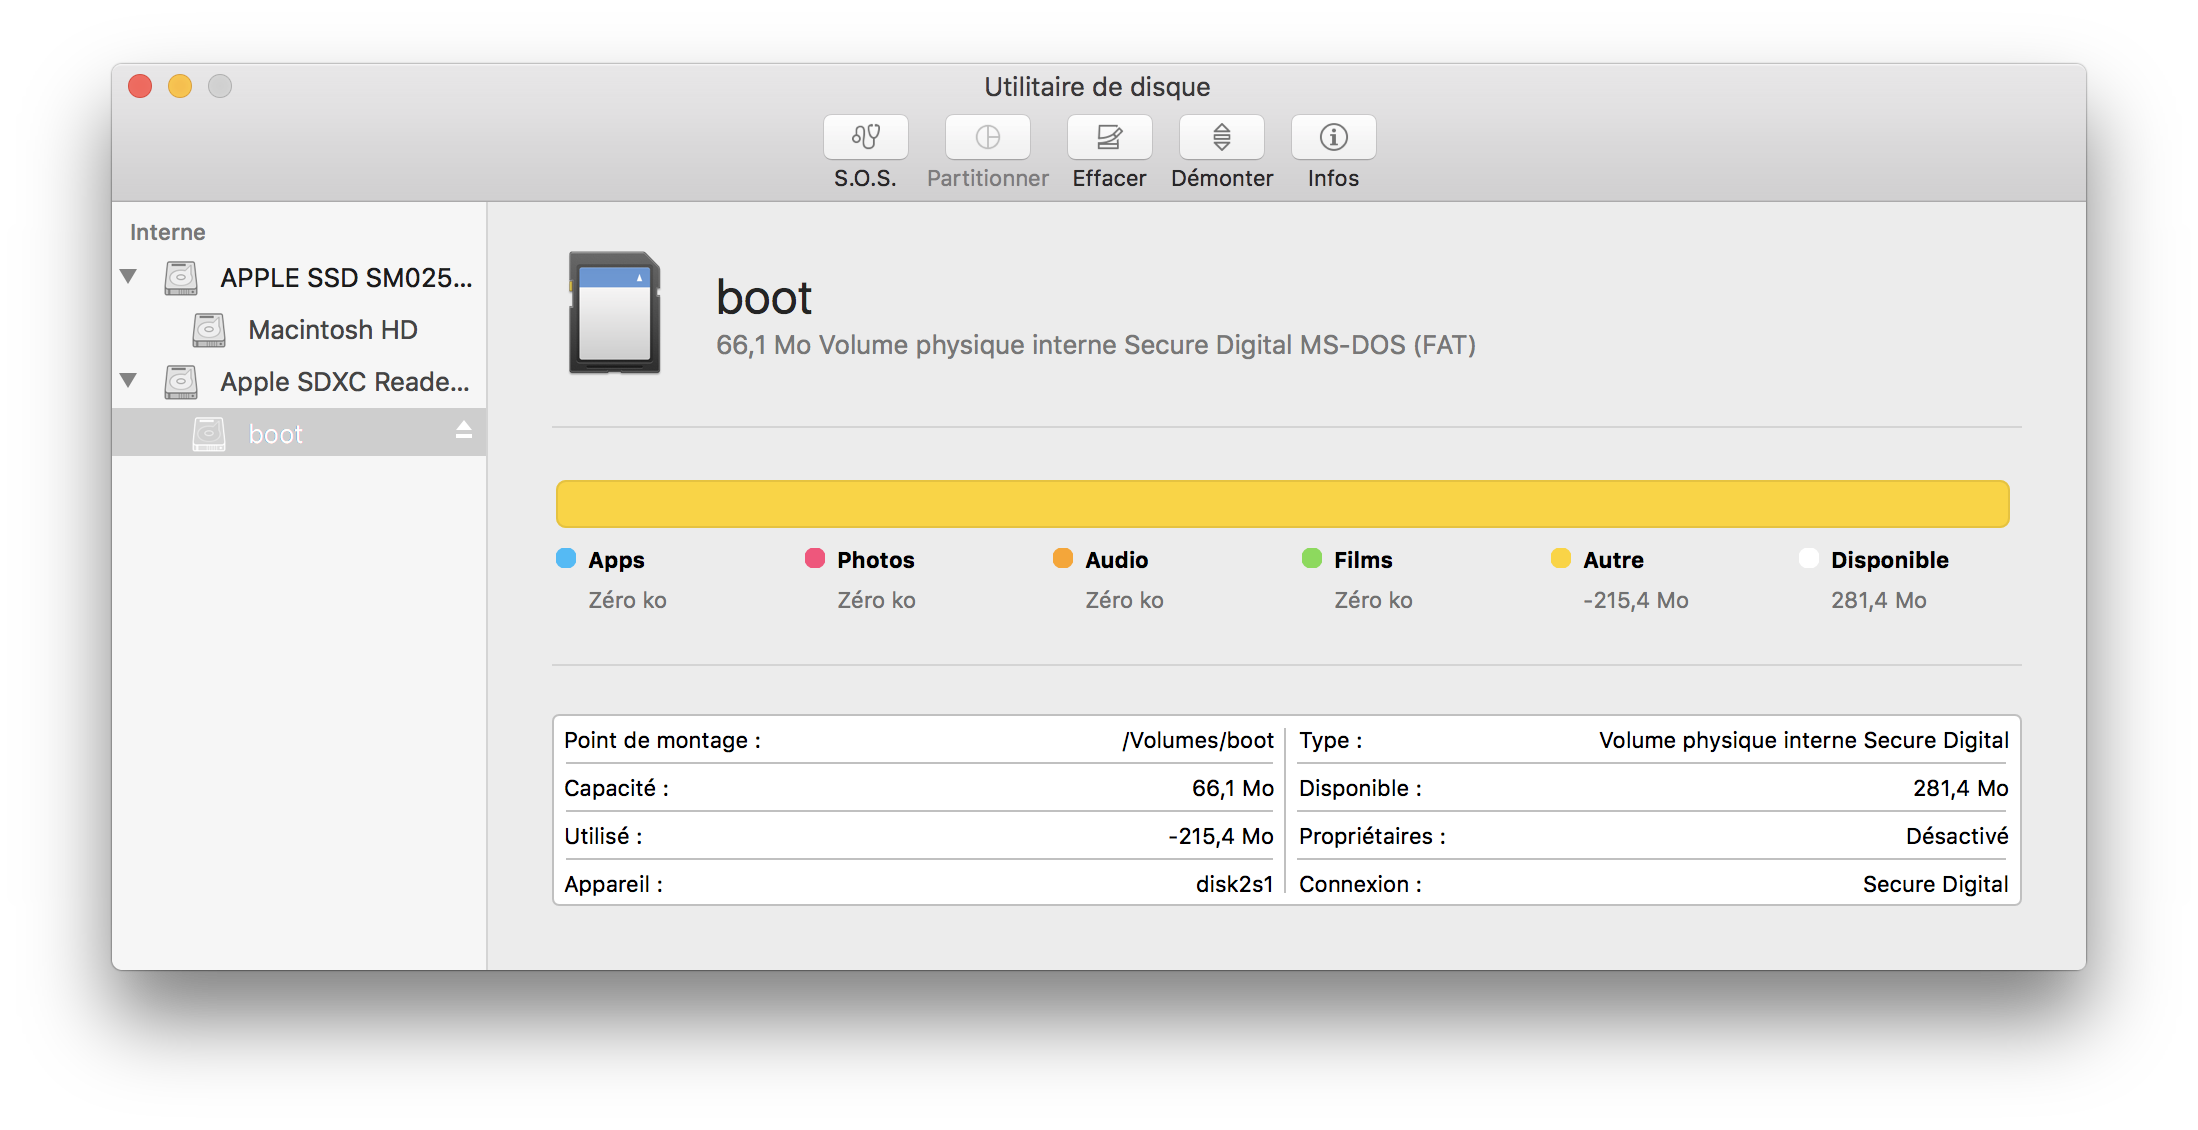 Utilitaire de disque
S.O.S. Partitionner Effacer Démonter Infos
Interne
APPLE SSD SM025...
Macintosh HD
Apple SDXC Reade...
boot
boot
66,1 Mo Volume physique interne Secure Digital MS-DOS (FAT)
Apps Photos Audio Films Autre Disponible
Zéro ko Zéro ko Zéro ko Zéro ko -215,4 Mo 281,4 Mo
Point de montage : /Volumes/boot Type : Volume physique interne Secure Digital
Capacité : 66,1 Mo Disponible : 281,4 Mo
Utilisé : -215,4 Mo Propriétaires : Désactivé
Appareil : disk2s1 Connexion : Secure Digital